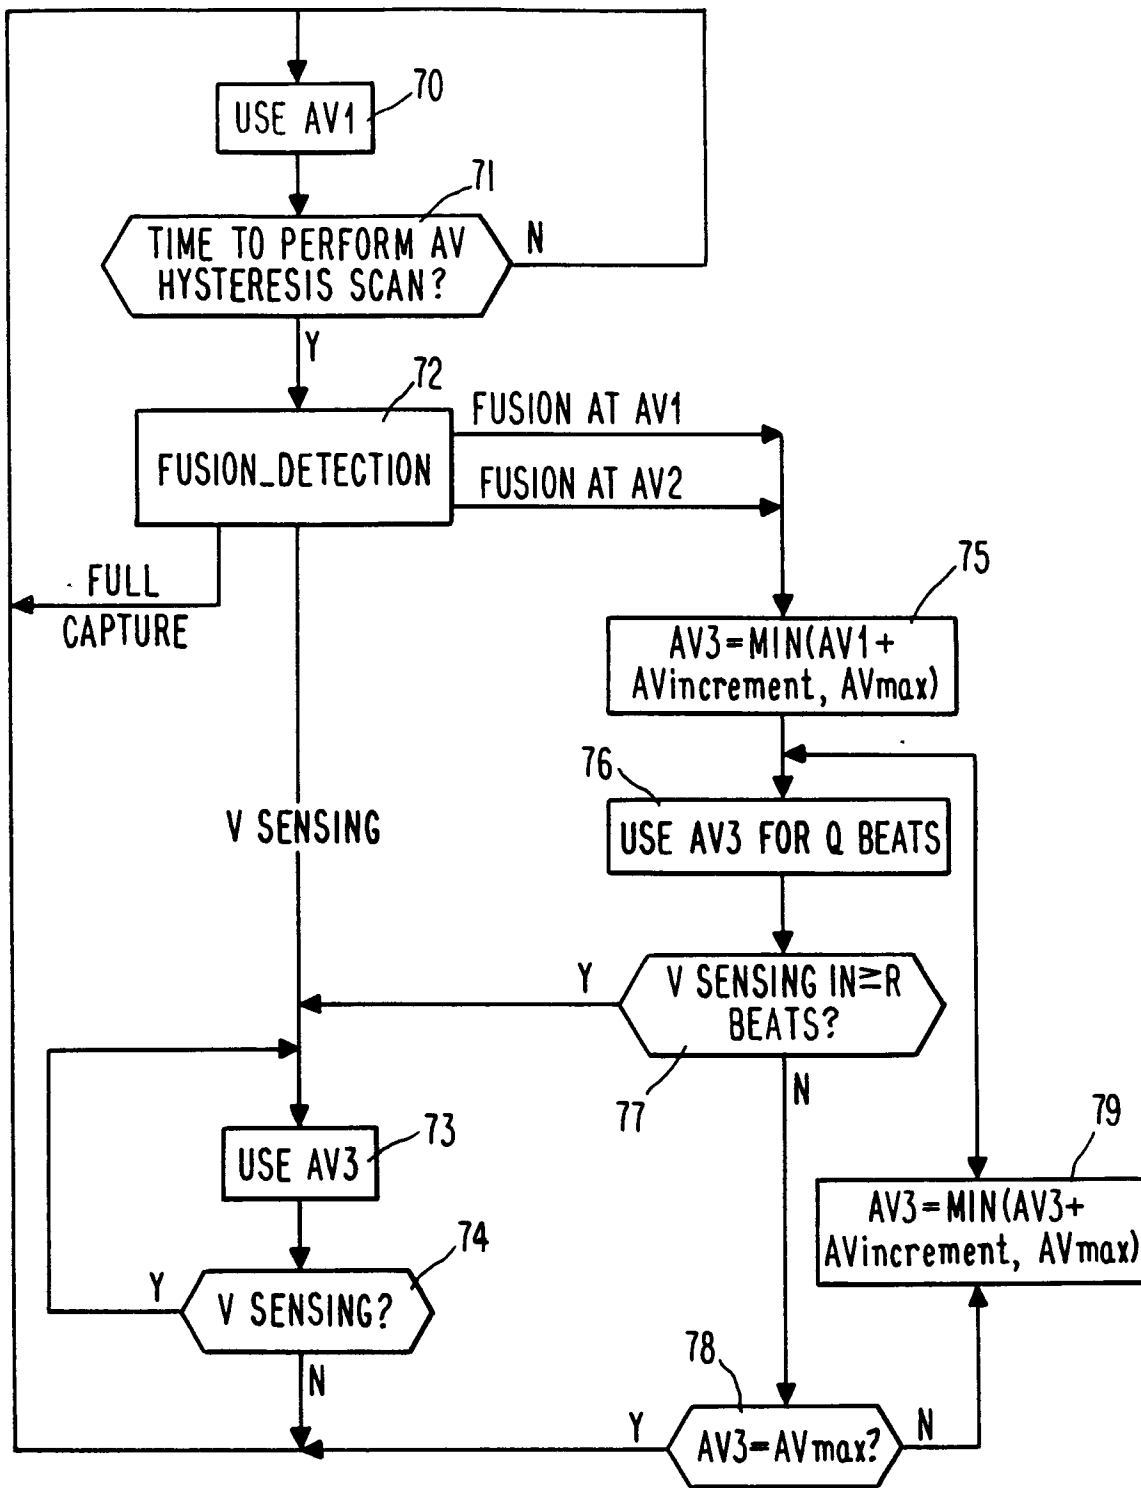 70
USE AV1
71
TIME TO PERFORM AV
HYSTERESIS SCAN?
N
Y
72
FUSION_DETECTION
FUSION AT AV1
FUSION AT AV2
FULL
CAPTURE
75
AV3=MIN(AV1+
AVincrement, AVmax)
76
USE AV3 FOR Q BEATS
V SENSING
Y
V SENSING IN≥R
BEATS?
77
N
73
USE AV3
79
AV3=MIN(AV3+
AVincrement, AVmax)
74
Y
V SENSING?
N
78
Y
AV3=AVmax?
N